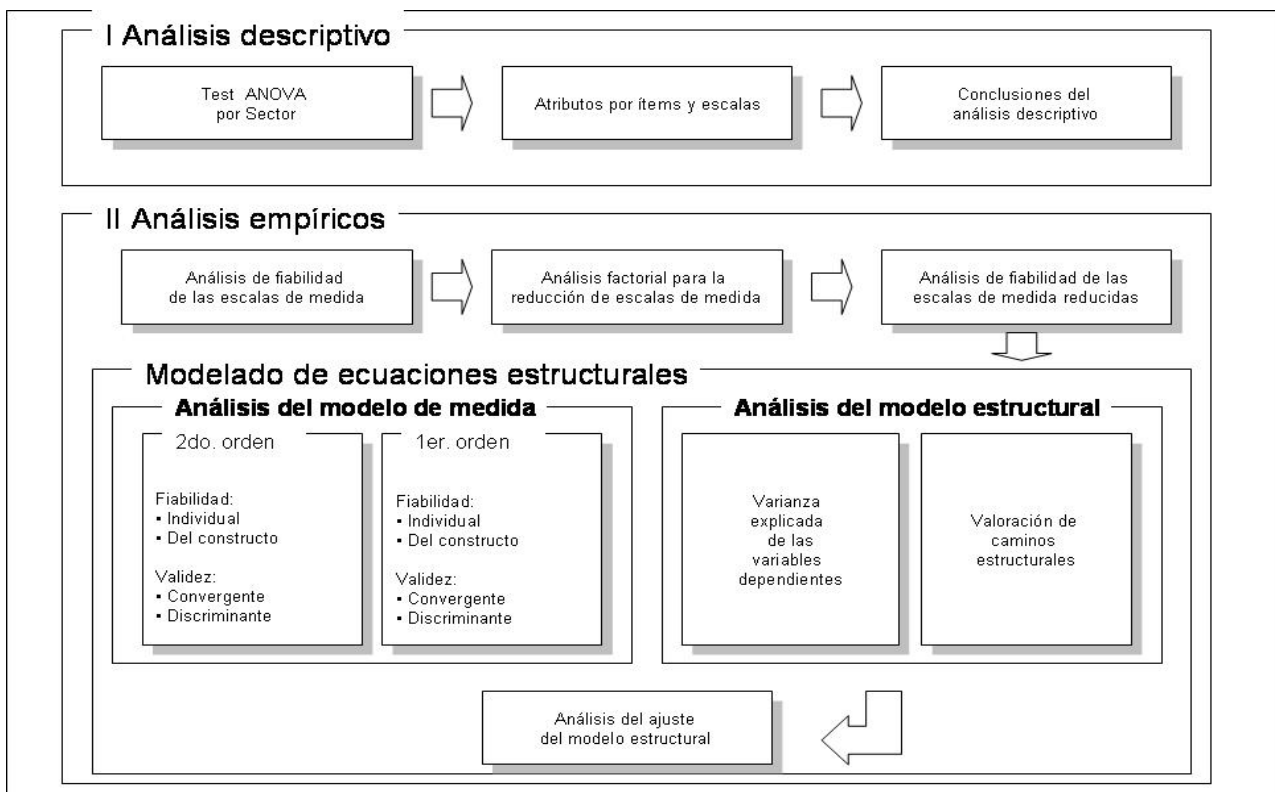 I Análisis descriptivo
Test ANOVA
por Sector
Atributos por ítems y escalas
Conclusiones del
análisis descriptivo
II Análisis empíricos
Análisis de fiabilidad
de las escalas de medida
Análisis factorial para la
reducción de escalas de medida
Análisis de fiabilidad de las
escalas de medida reducidas
Modelado de ecuaciones estructurales
Análisis del modelo de medida
2do. orden
Fiabilidad:
▪ Individual
▪ Del constructo
Validez:
▪ Convergente
▪ Discriminante
1er. orden
Fiabilidad:
▪ Individual
▪ Del constructo
Validez:
▪ Convergente
▪ Discriminante
Análisis del modelo estructural
Varianza
explicada
de las
variables
dependientes
Valoración de
caminos
estructurales
Análisis del ajuste
del modelo estructural